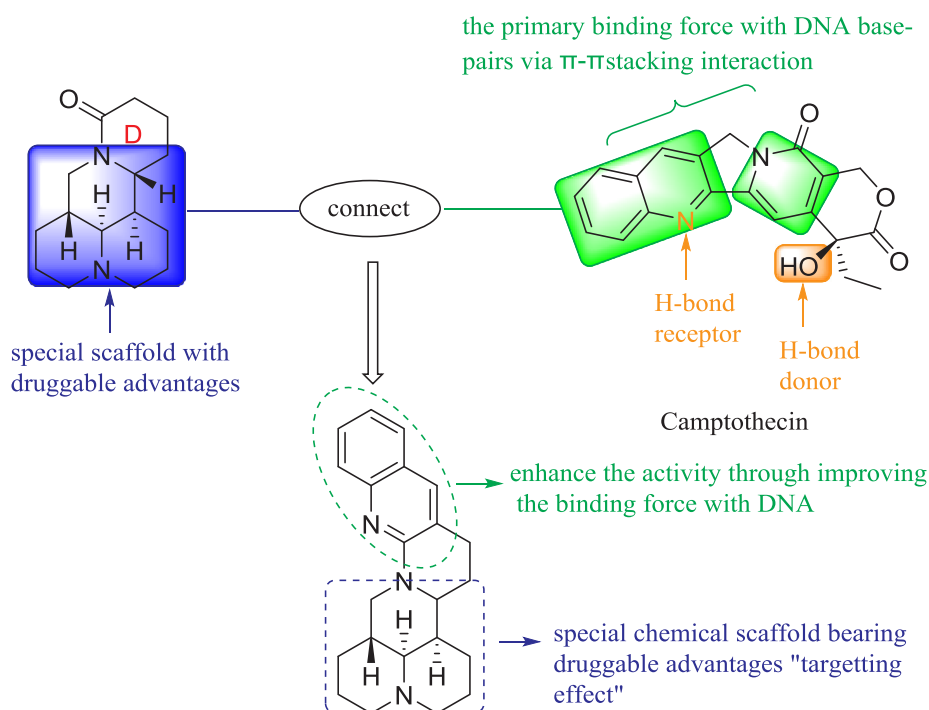 the primary binding force with DNA base-
pairs via π-π stacking interaction
O
D
N
H
H
H
H
N
connect
O
N
O
N
O
HO
H-bond
receptor
H-bond
donor
special scaffold with
druggable advantages
Camptothecin
enhance the activity through improving
the binding force with DNA
N
N
H
H
H
N
special chemical scaffold bearing
druggable advantages "targetting
effect"